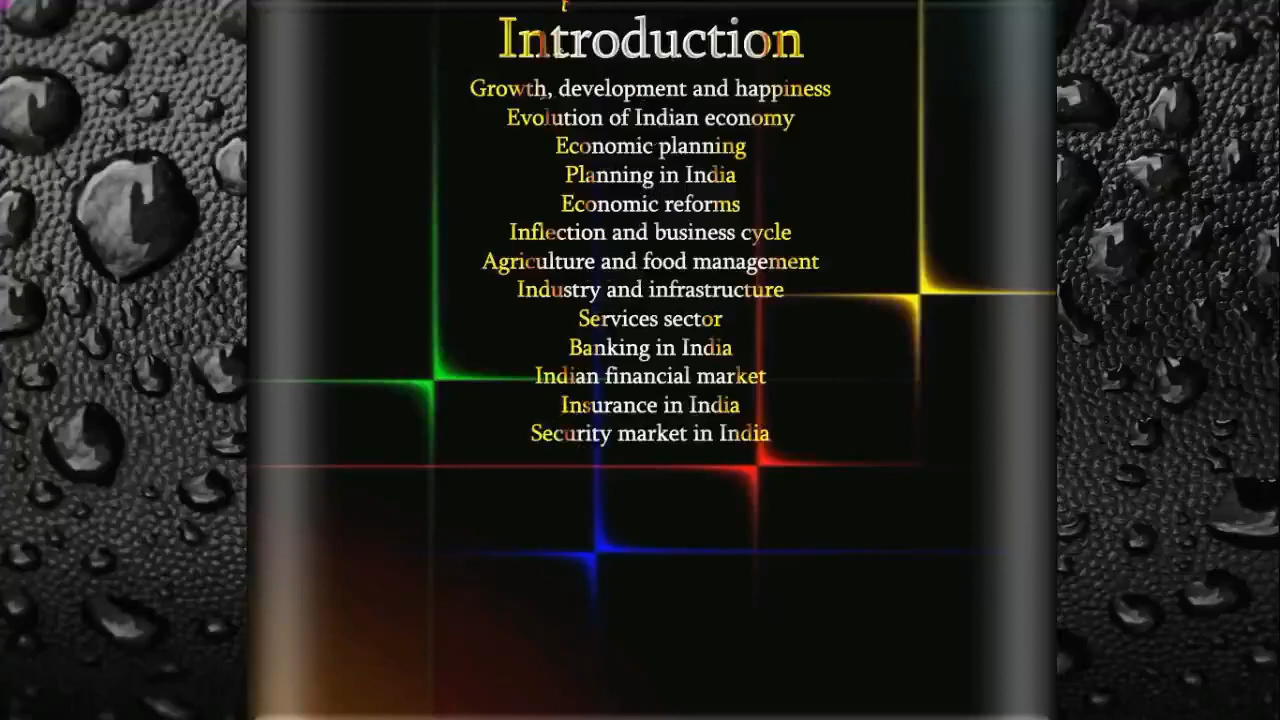 Introduction
Growth, development and happiness
Evolution of Indian economy
Economic planning
Planning in India
Economic reforms
Inflection and business cycle
Agriculture and food management
Industry and infrastructure
Services sector
Banking in India
Indian financial market
Insurance in India
Security market in India